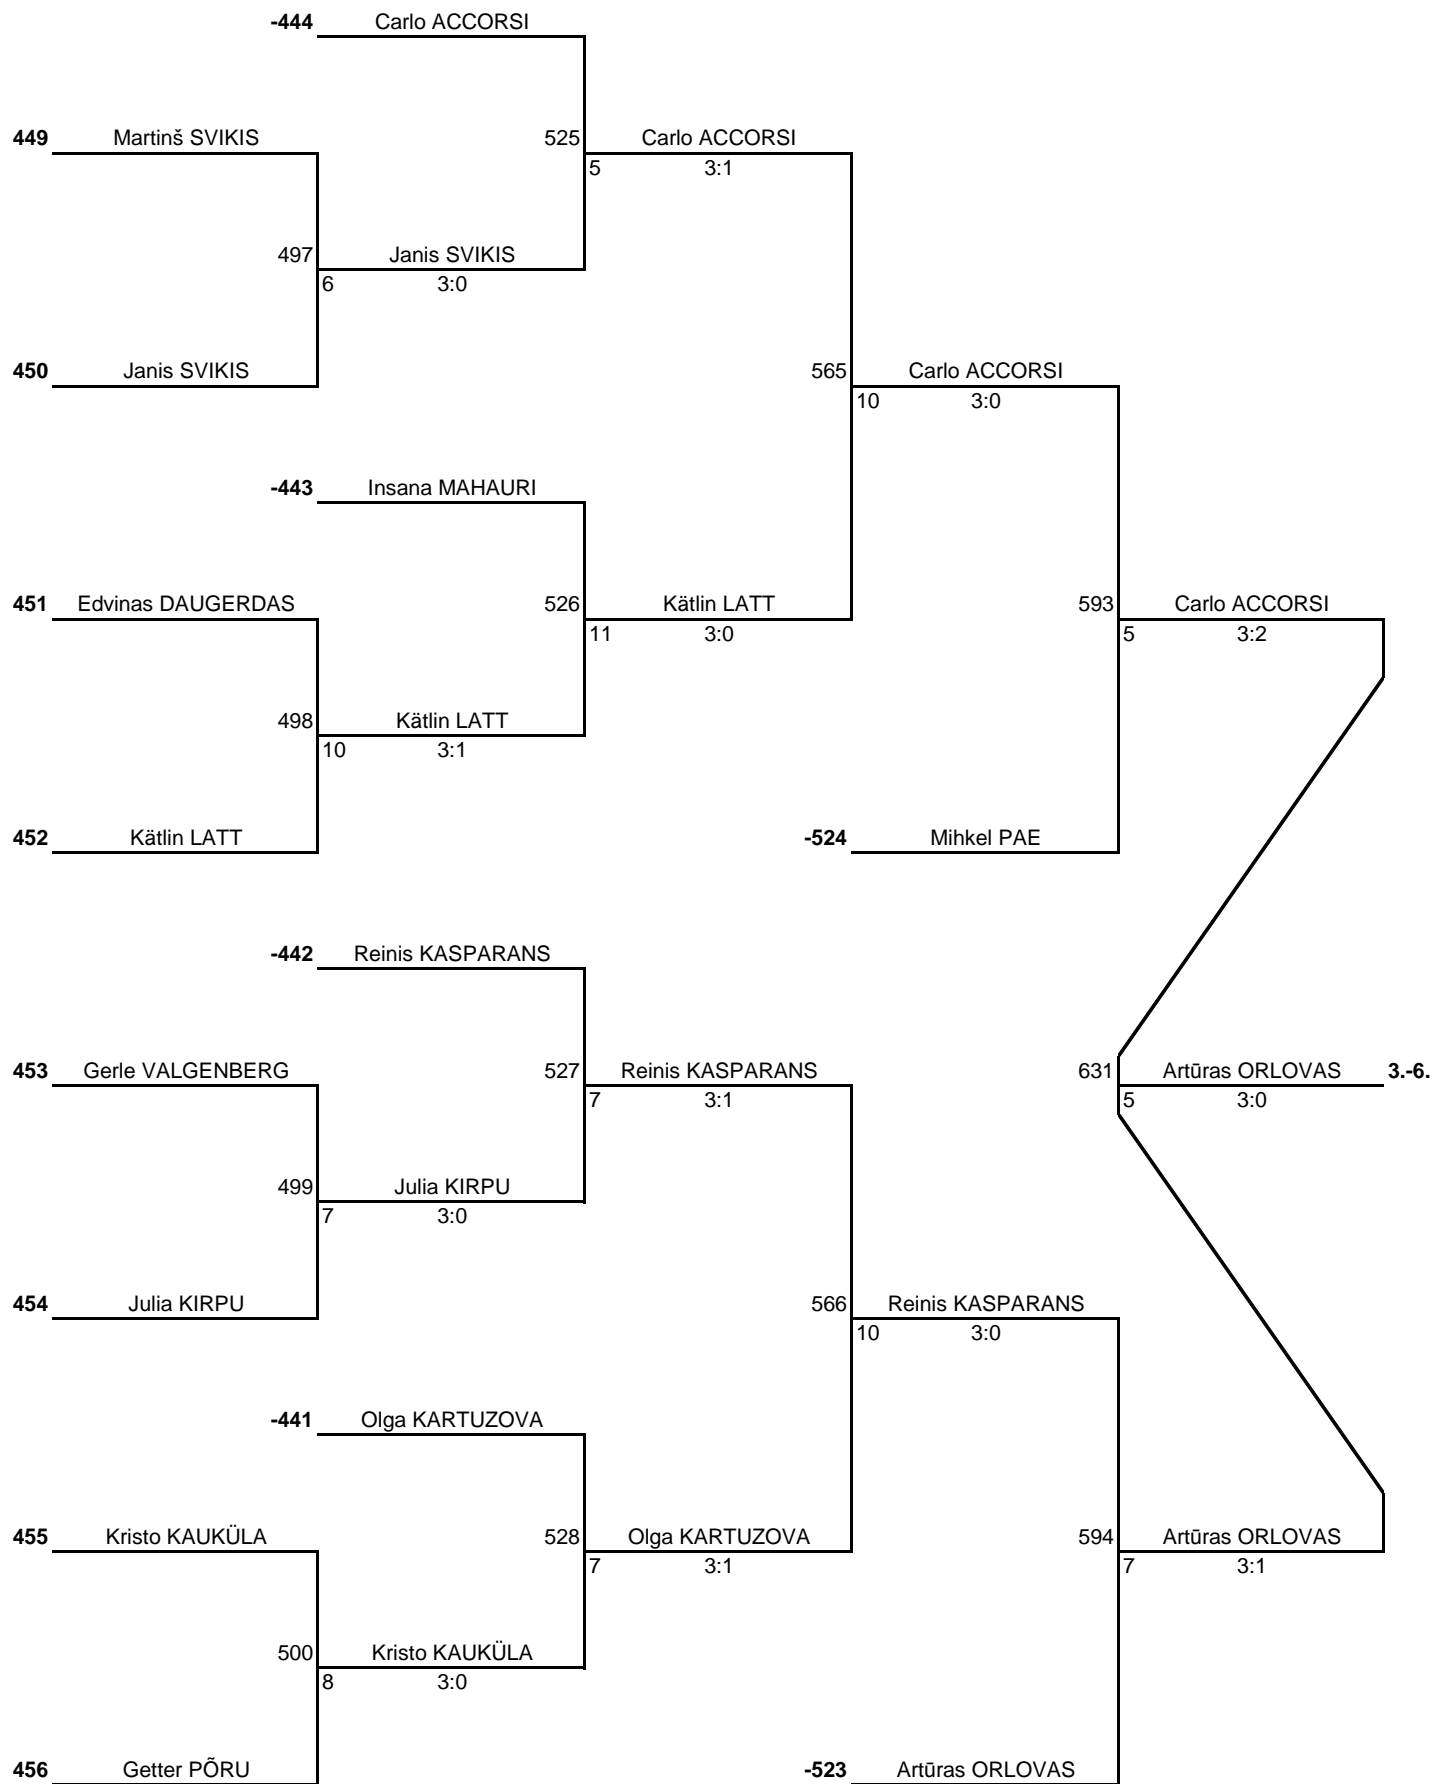 -444 Carlo ACCORSI
449 Martinš SVIKIS 525 Carlo ACCORSI
5 3:1
497 Janis SVIKIS
6 3:0
450 Janis SVIKIS 565 Carlo ACCORSI
10 3:0
-443 Insana MAHAURI
451 Edvinas DAUGERDAS 526 Kätlin LATT 593 Carlo ACCORSI
11 3:0 5 3:2
498 Kätlin LATT
10 3:1
452 Kätlin LATT -524 Mihkel PAE
-442 Reinis KASPARANS
453 Gerle VALGENBERG 527 Reinis KASPARANS 631 Artūras ORLOVAS 3.-6.
7 3:1 5 3:0
499 Julia KIRPU
7 3:0
454 Julia KIRPU 566 Reinis KASPARANS
10 3:0
-441 Olga KARTUZOVA
455 Kristo KAUKÜLA 528 Olga KARTUZOVA 594 Artūras ORLOVAS
7 3:1 7 3:1
500 Kristo KAUKÜLA
8 3:0
456 Getter PÕRU -523 Artūras ORLOVAS